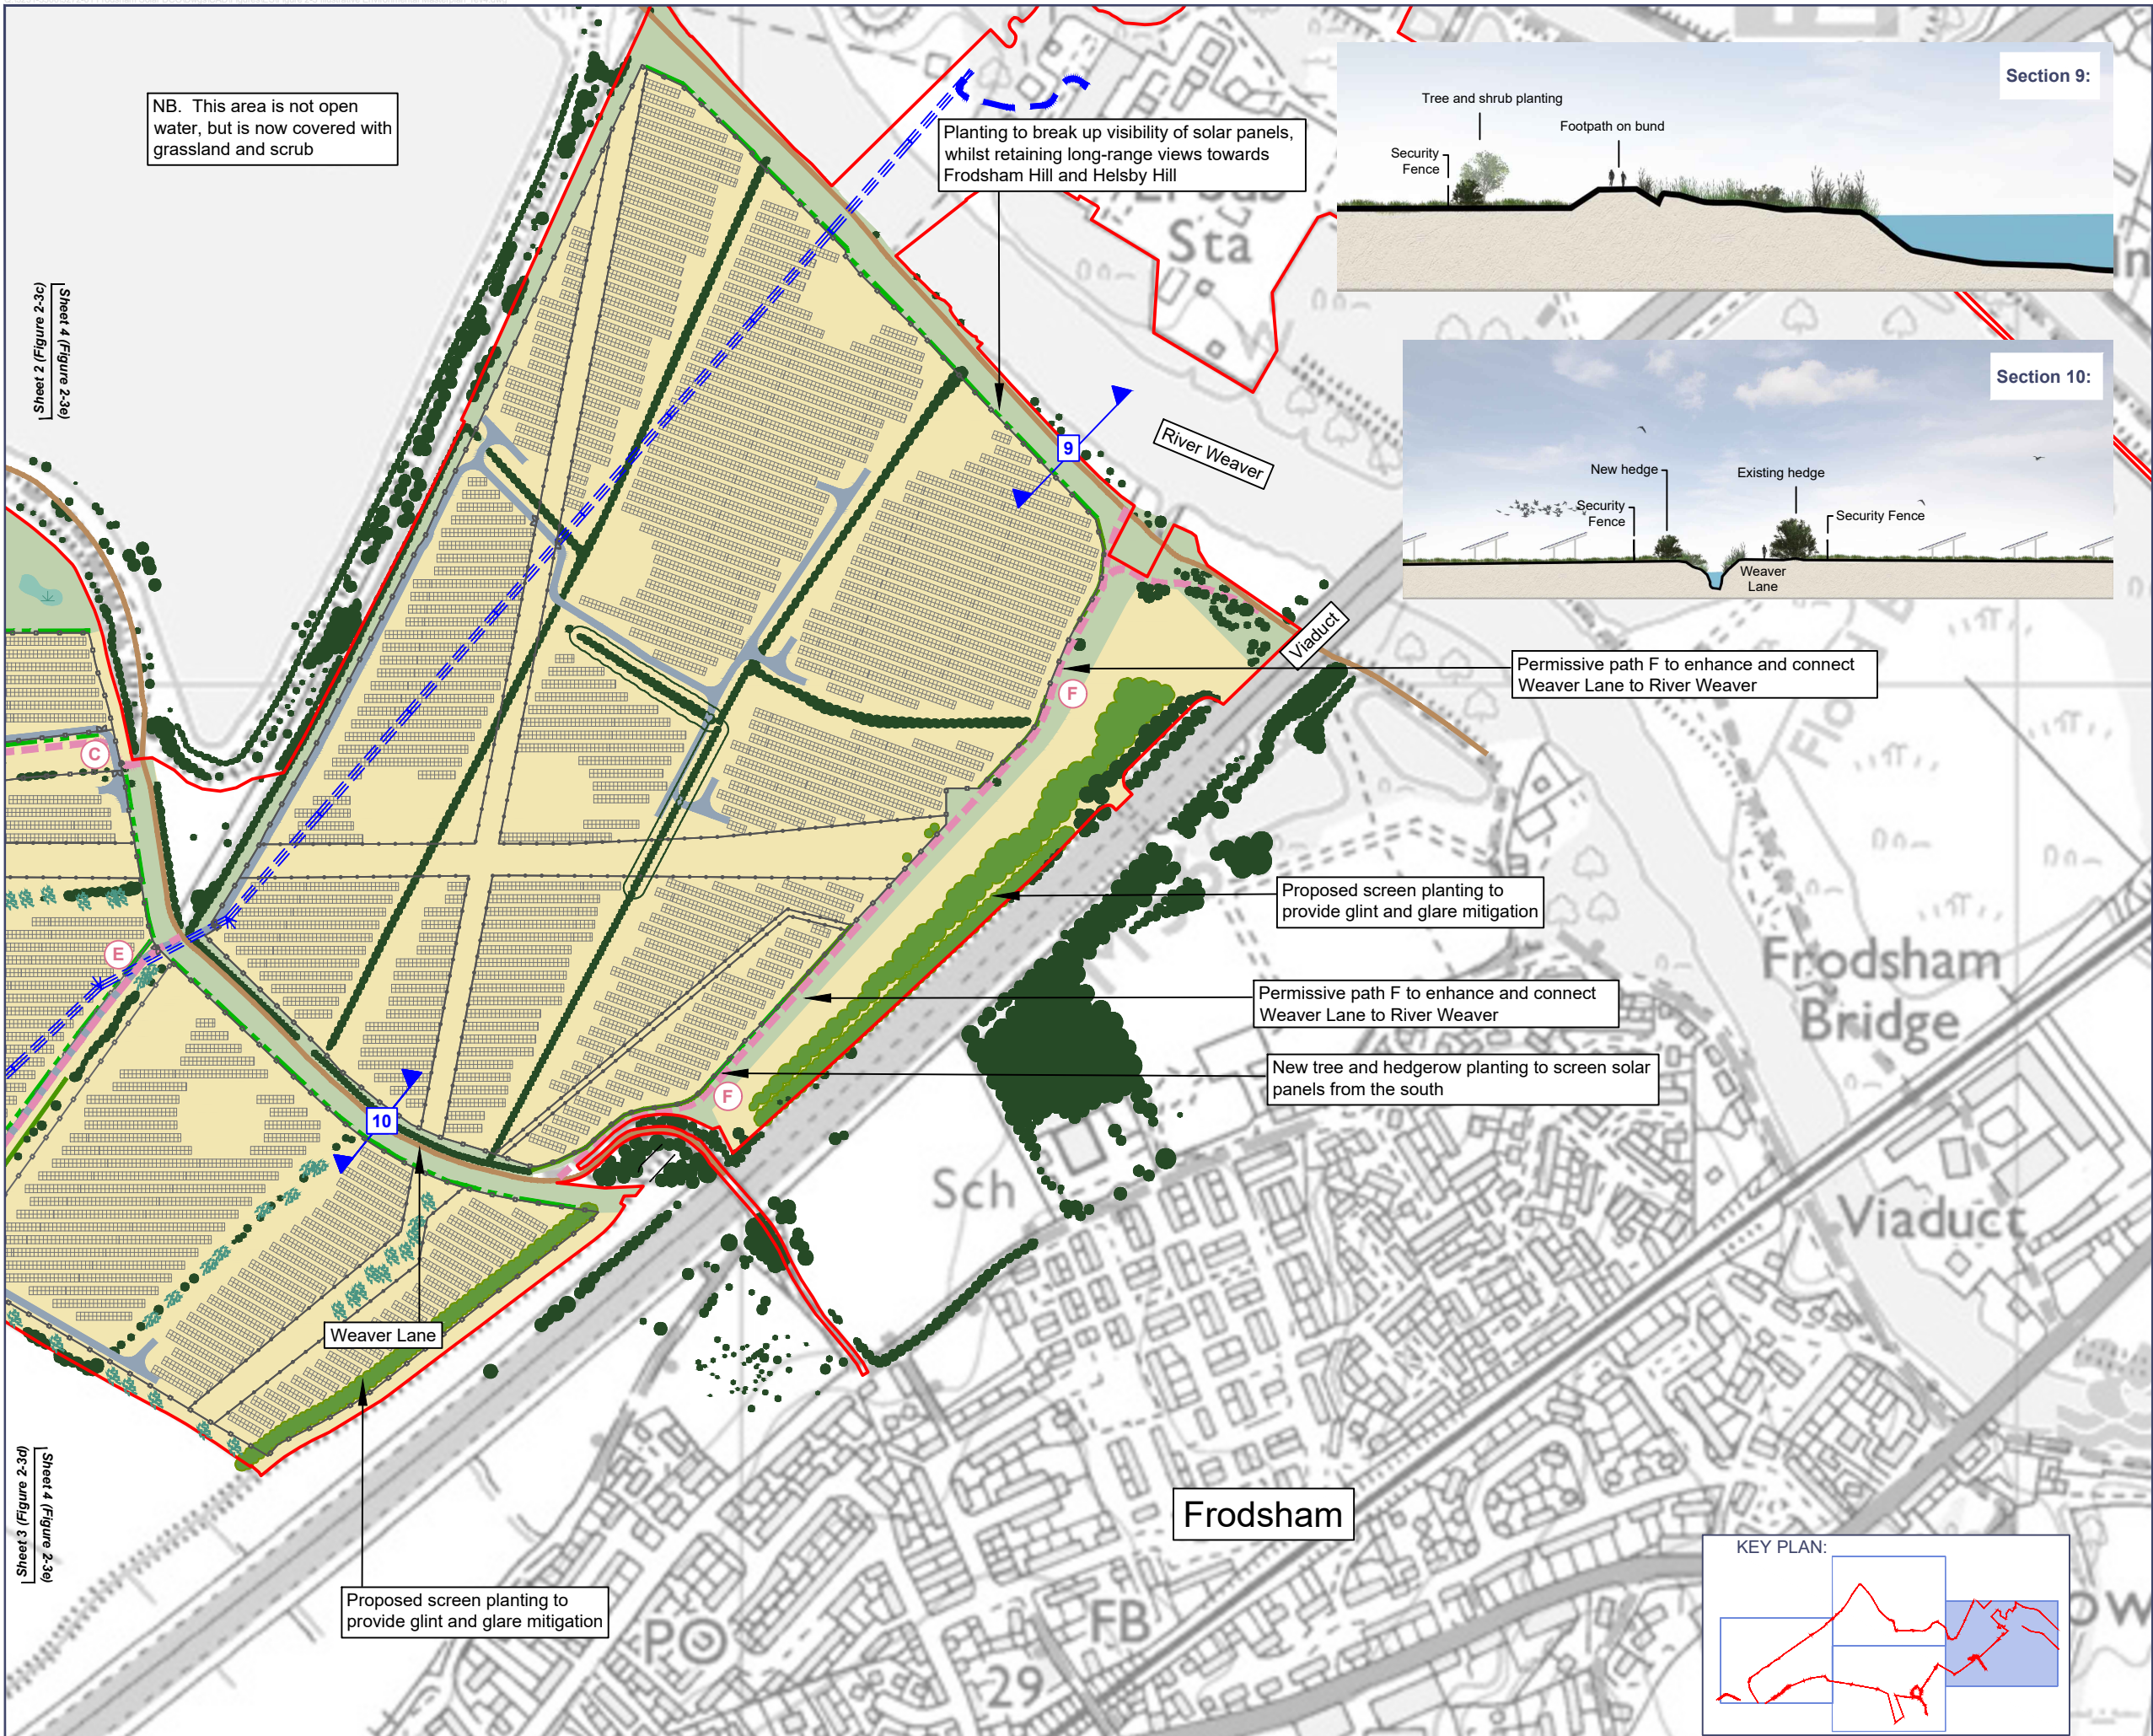 NB. This area is not open
water, but is now covered with
grassland and scrub
Planting to break up visibility of solar panels,
whilst retaining long-range views towards
Frodsham Hill and Helsby Hill
Section 9:
Tree and shrub planting
Footpath on bund
Security
Fence
Sta
Section 10:
New hedge
Existing hedge
Security
Fence
Security Fence
Weaver
Lane
Sheet 2 (Figure 2-3c)
Sheet 4 (Figure 2-3e)
9
River Weaver
Viaduct
Permissive path F to enhance and connect
Weaver Lane to River Weaver
F
C
Proposed screen planting to
provide glint and glare mitigation
E
Frodsham
Bridge
Permissive path F to enhance and connect
Weaver Lane to River Weaver
New tree and hedgerow planting to screen solar
panels from the south
F
10
Sch
Viaduct
Weaver Lane
Sheet 3 (Figure 2-3d)
Sheet 4 (Figure 2-3e)
Frodsham
KEY PLAN:
Proposed screen planting to
provide glint and glare mitigation
PO
FB
29